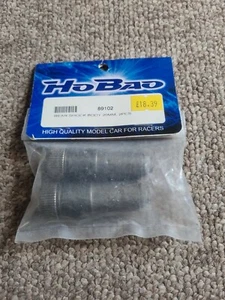 HOBAO
88102
£18.39
HIGH QUALITY MODEL CAR FOR RACERS